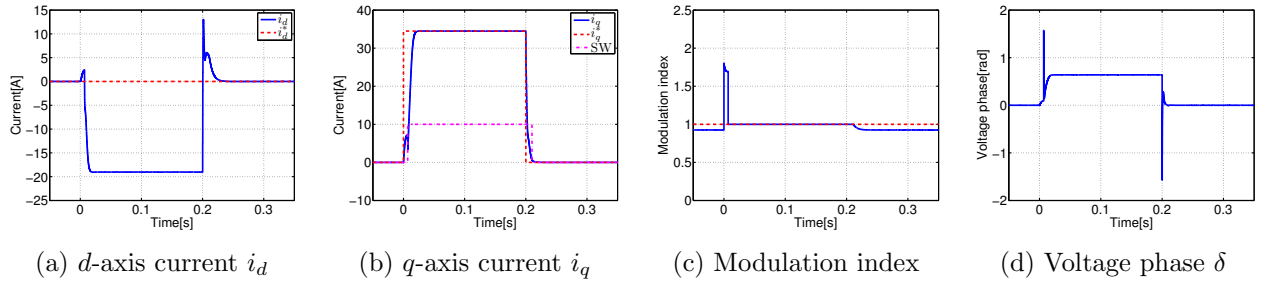 15
10
5
0
−5
−10
−15
−20
−25
0
0.1
0.2
0.3
Current[A]
Time[s]
i_d
i_d^*
(a) d-axis current i_d
40
30
20
10
0
−10
0
0.1
0.2
0.3
Current[A]
Time[s]
i_q
i_q^*
SW
(b) q-axis current i_q
2.5
2
1.5
1
0.5
0
0
0.1
0.2
0.3
Modulation index
Time[s]
(c) Modulation index
2
1
0
−1
−2
0
0.1
0.2
0.3
Voltage phase[rad]
Time[s]
(d) Voltage phase δ